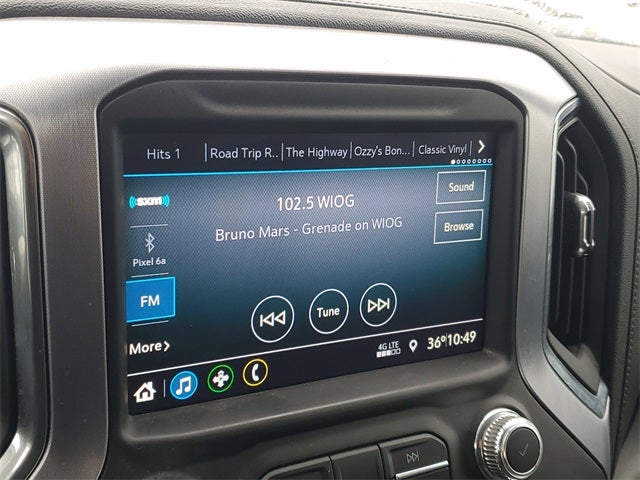 Hits 1 Road Trip R.. The Highway Ozzy's Bon... Classic Vinyl
((sxm))
102.5 WIOG
Sound
Bruno Mars - Grenade on WIOG
Browse
Pixel 6a
FM
Tune
More
4G LTE
36° 10:49